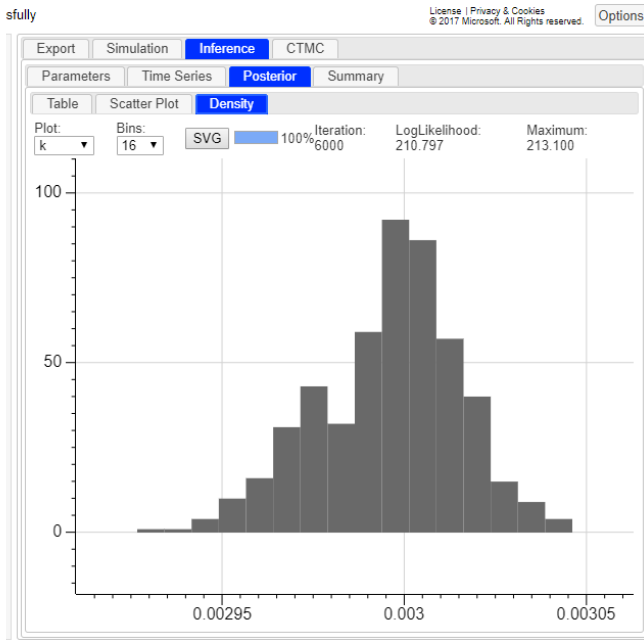 sfully
License | Privacy & Cookies
© 2017 Microsoft. All Rights reserved.
Options
Export Simulation Inference CTMC
Parameters Time Series Posterior Summary
Table Scatter Plot Density
Plot: Bins: Iteration: LogLikelihood: Maximum:
k 16 SVG 100% 6000 210.797 213.100
100
50
0
0.00295 0.003 0.00305